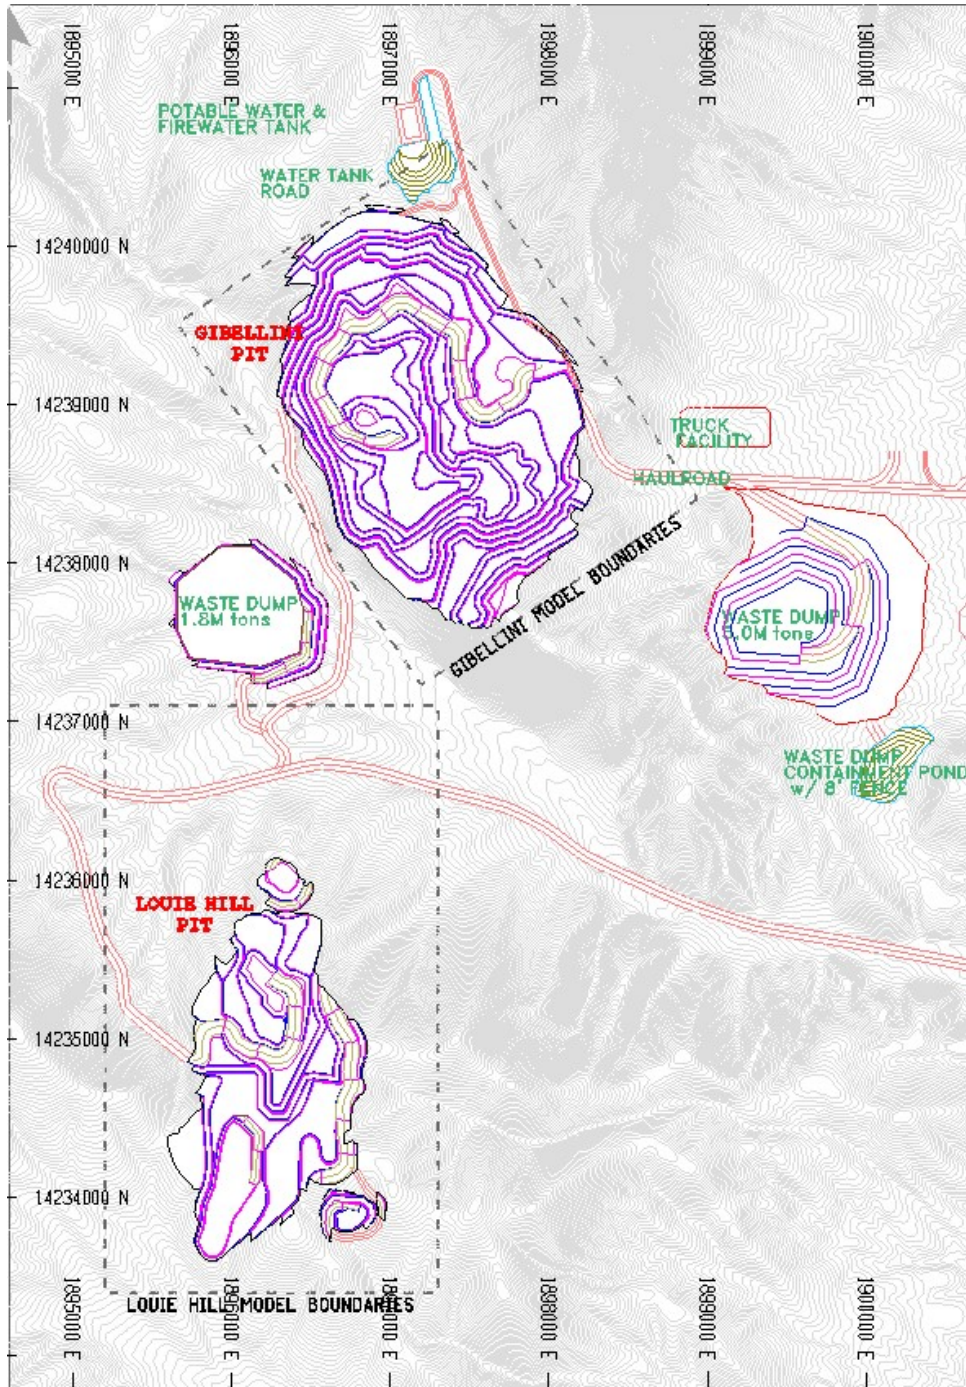 1895000 E
1896000 E
1897000 E
1898000 E
1899000 E
1900000 E
POTABLE WATER &
FIREWATER TANK
WATER TANK
ROAD
14240000 N
GIBELLINI
PIT
14239000 N
TRUCK
FACILITY
HAULROAD
GIBELLINI MODEL BOUNDARIES
14238000 N
WASTE DUMP
1.8M tons
WASTE DUMP
.0M tons
14237000 N
WASTE DUMP
CONTAINMENT POND
w/ 8' FENCE
14236000 N
LOUIE HILL
PIT
14235000 N
14234000 N
LOUIE HILL MODEL BOUNDARIES
1895000 E
1896000 E
1897000 E
1898000 E
1899000 E
1900000 E